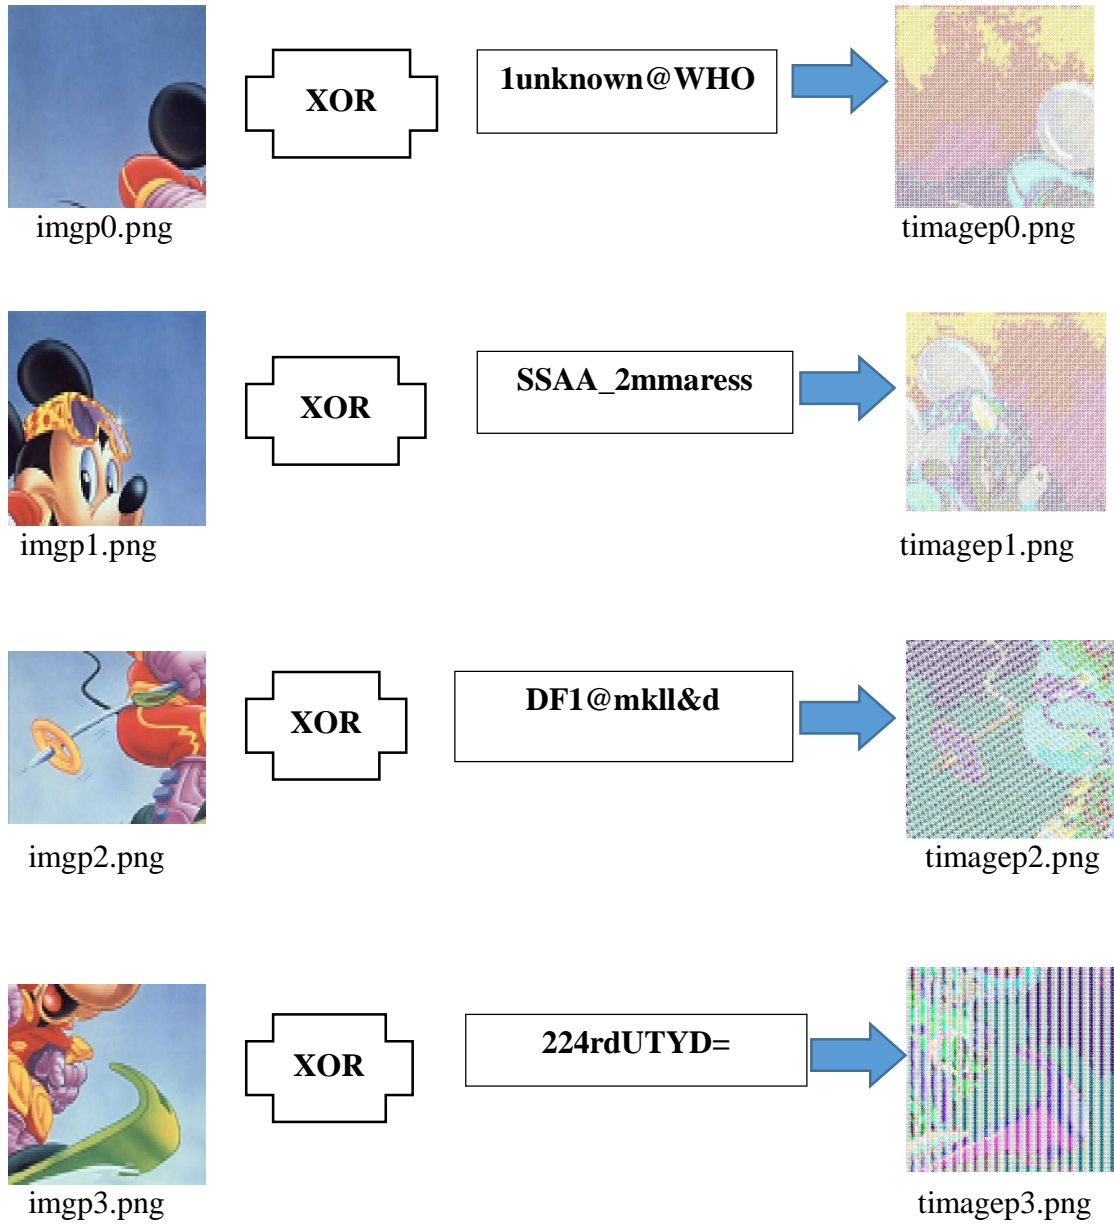 XOR
1unknown@WHO
imgp0.png
timagep0.png
XOR
SSAA_2mmaress
imgp1.png
timagep1.png
XOR
DF1@mkll&d
imgp2.png
timagep2.png
XOR
224rdUTYD=
imgp3.png
timagep3.png